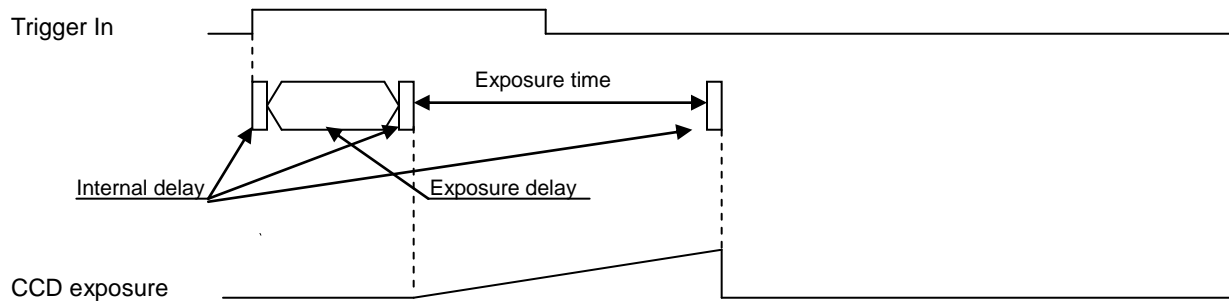 Trigger In
Exposure time
Internal delay
Exposure delay
CCD exposure